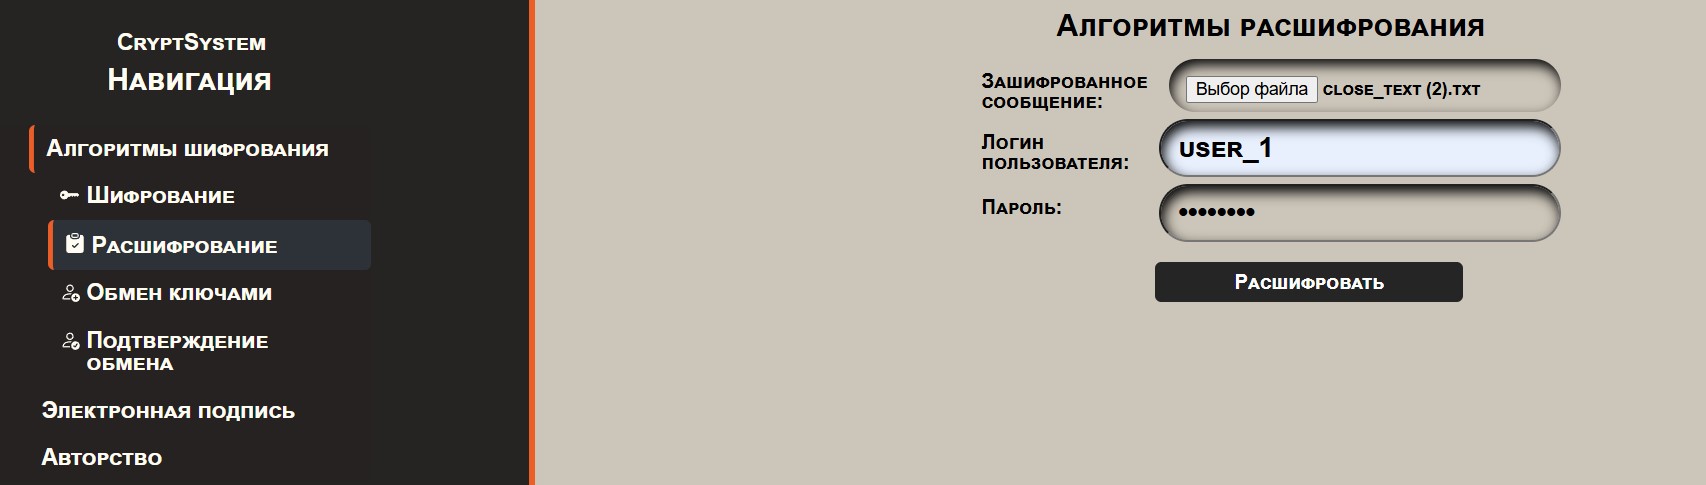 CryptSystem
Навигация
Алгоритмы шифрования
Шифрование
Расшифрование
Обмен ключами
Подтверждение
обмена
Электронная подпись
Авторство
Алгоритмы расшифрования
Зашифрованное
сообщение:
Выбор файла close_text (2).txt
Логин
пользователя:
user_1
Пароль:
••••••••
Расшифровать